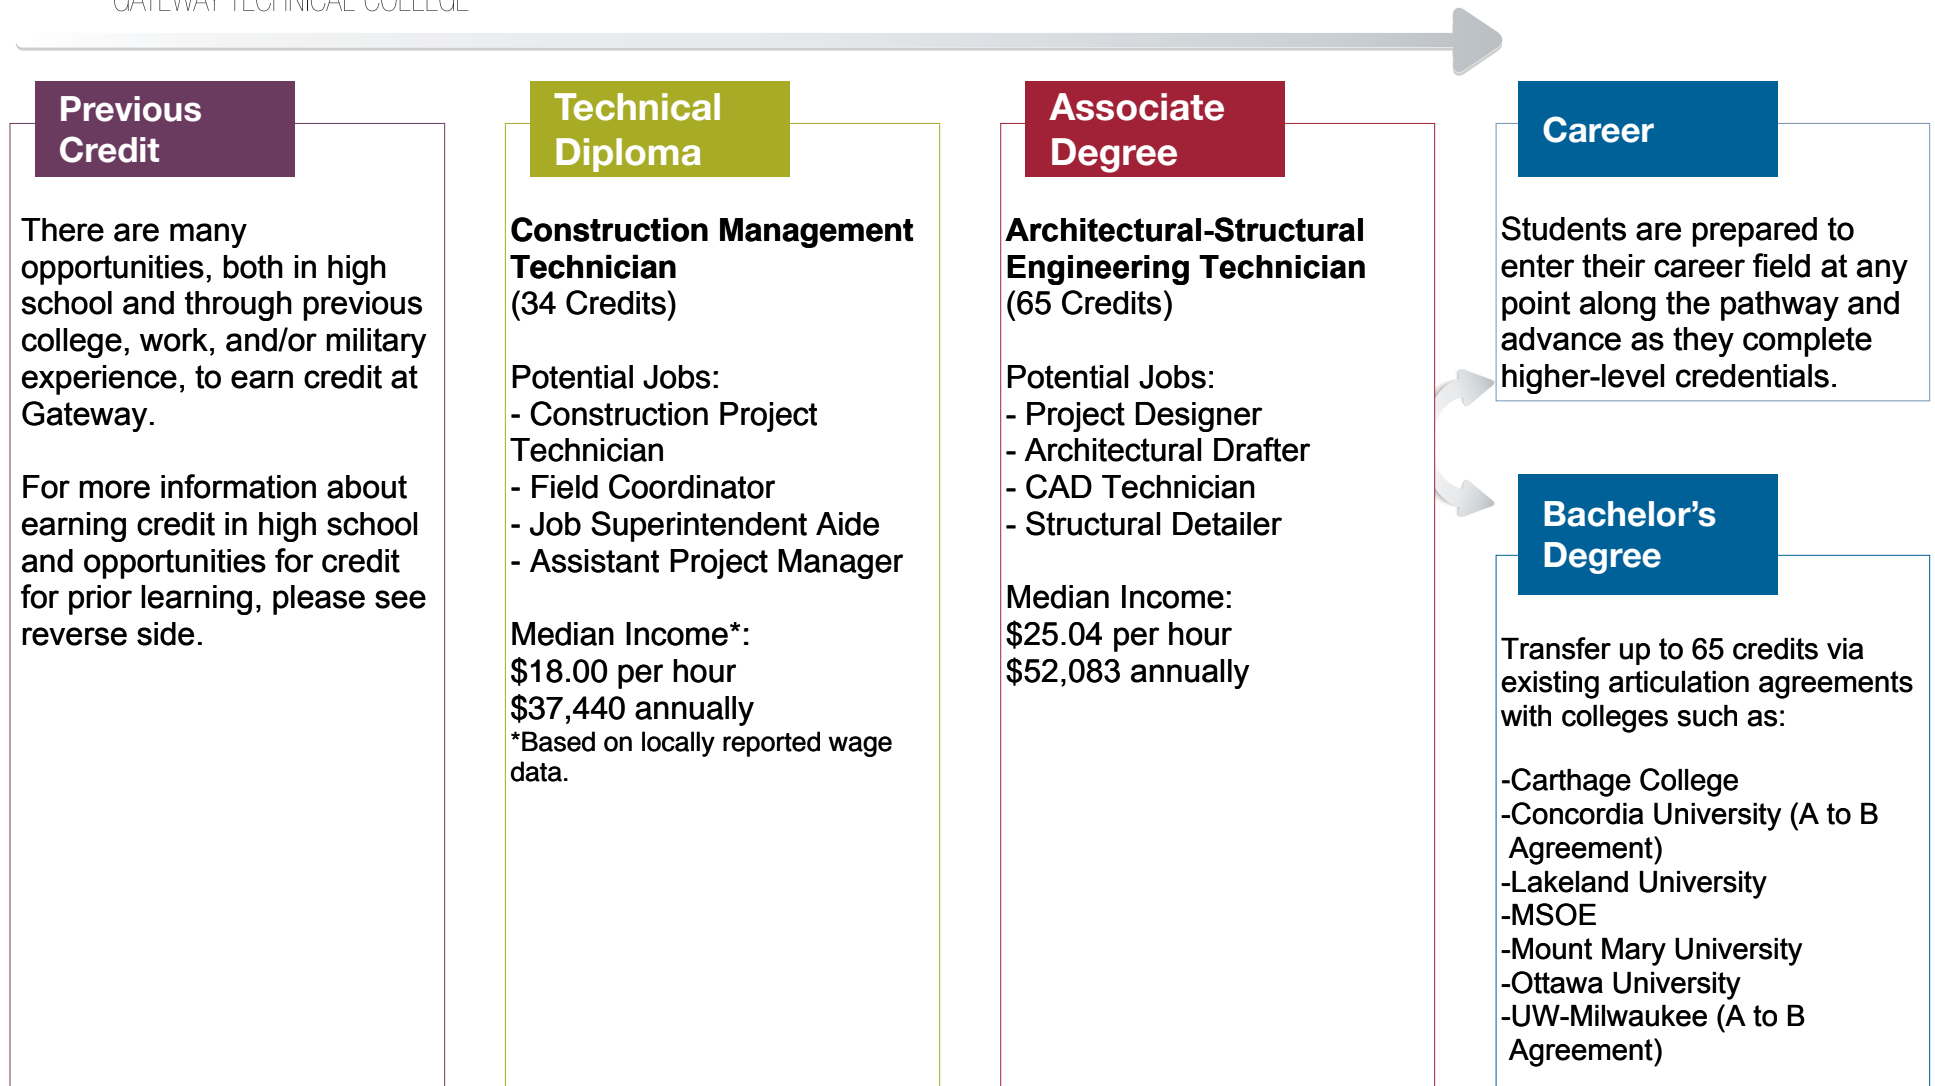 GATEWAY TECHNICAL COLLEGE
Previous
Credit
There are many
opportunities, both in high
school and through previous
college, work, and/or military
experience, to earn credit at
Gateway.
For more information about
earning credit in high school
and opportunities for credit
for prior learning, please see
reverse side.
Technical
Diploma
Construction Management
Technician
(34 Credits)
Potential Jobs:
- Construction Project
Technician
- Field Coordinator
- Job Superintendent Aide
- Assistant Project Manager
Median Income*:
$18.00 per hour
$37,440 annually
*Based on locally reported wage
data.
Associate
Degree
Architectural-Structural
Engineering Technician
(65 Credits)
Potential Jobs:
- Project Designer
- Architectural Drafter
- CAD Technician
- Structural Detailer
Median Income:
$25.04 per hour
$52,083 annually
Career
Students are prepared to
enter their career field at any
point along the pathway and
advance as they complete
higher-level credentials.
Bachelor’s
Degree
Transfer up to 65 credits via
existing articulation agreements
with colleges such as:
-Carthage College
-Concordia University (A to B
Agreement)
-Lakeland University
-MSOE
-Mount Mary University
-Ottawa University
-UW-Milwaukee (A to B
Agreement)